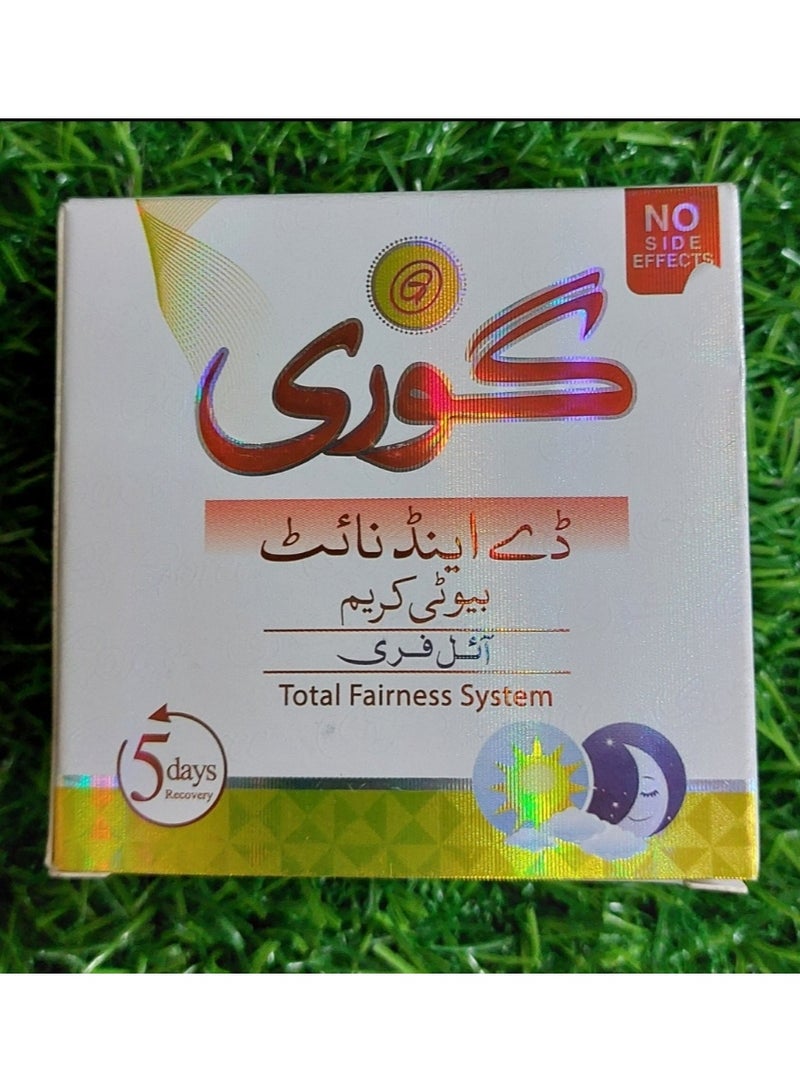 NO
SIDE
EFFECTS
G
گوری
ڈے اینڈ نائٹ
بیوٹی کریم
آئل فری
Total Fairness System
5 days
Recovery